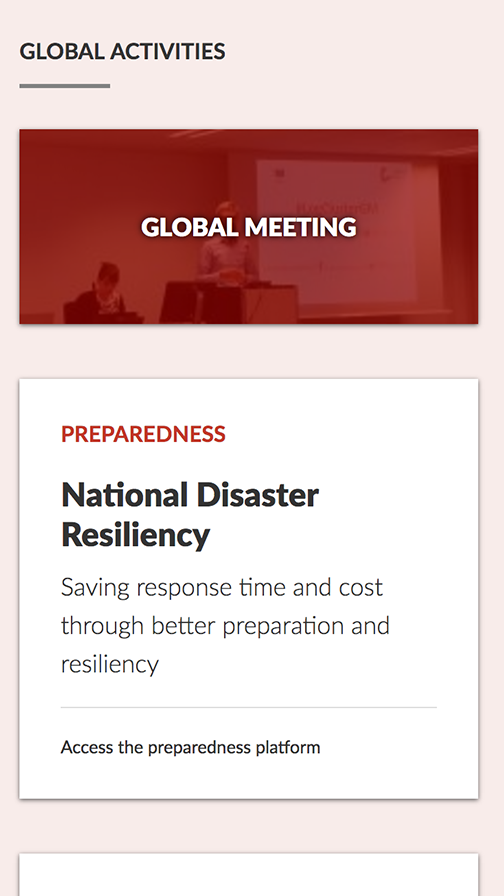 GLOBAL ACTIVITIES
GLOBAL MEETING
PREPAREDNESS
National Disaster
Resiliency
Saving response time and cost
through better preparation and
resiliency
Access the preparedness platform